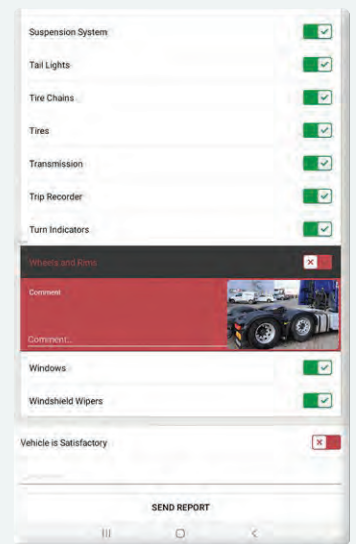 Suspension System
Tail Lights
Tire Chains
Tires
Transmission
Trip Recorder
Turn Indicators
Wheels and Rims
Comment
Comment...
Windows
Windshield Wipers
Vehicle is Satisfactory
SEND REPORT